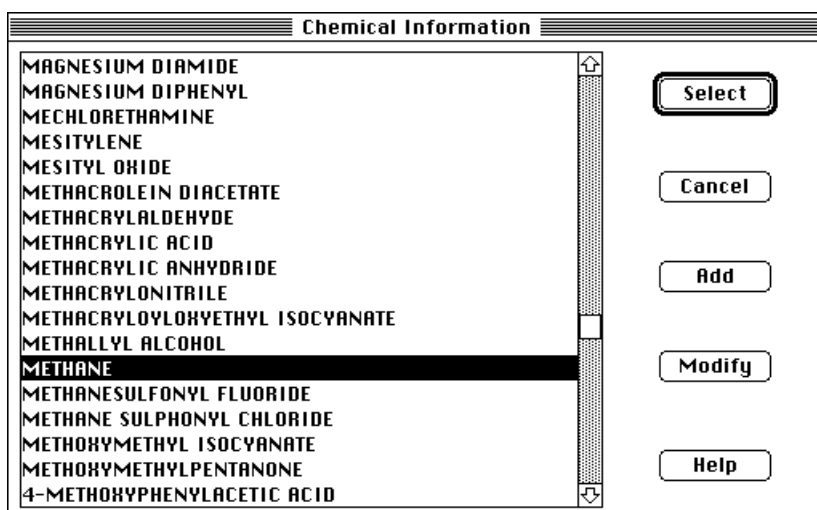 Chemical Information
MAGNESIUM DIAMIDE
MAGNESIUM DIPHENYL
MECHLORETHAMINE
MESITYLENE
MESITYL OXIDE
METHACROLEIN DIACETATE
METHACRYLALDEHYDE
METHACRYLIC ACID
METHACRYLIC ANHYDRIDE
METHACRYLONITRILE
METHACRYLOYLOXYETHYL ISOCYANATE
METHALLYL ALCOHOL
METHANE
METHANESULFONYL FLUORIDE
METHANE SULPHONYL CHLORIDE
METHOXYMETHYL ISOCYANATE
METHOXYMETHYLPENTANONE
4-METHOXYPHENYLACETIC ACID
Select
Cancel
Add
Modify
Help